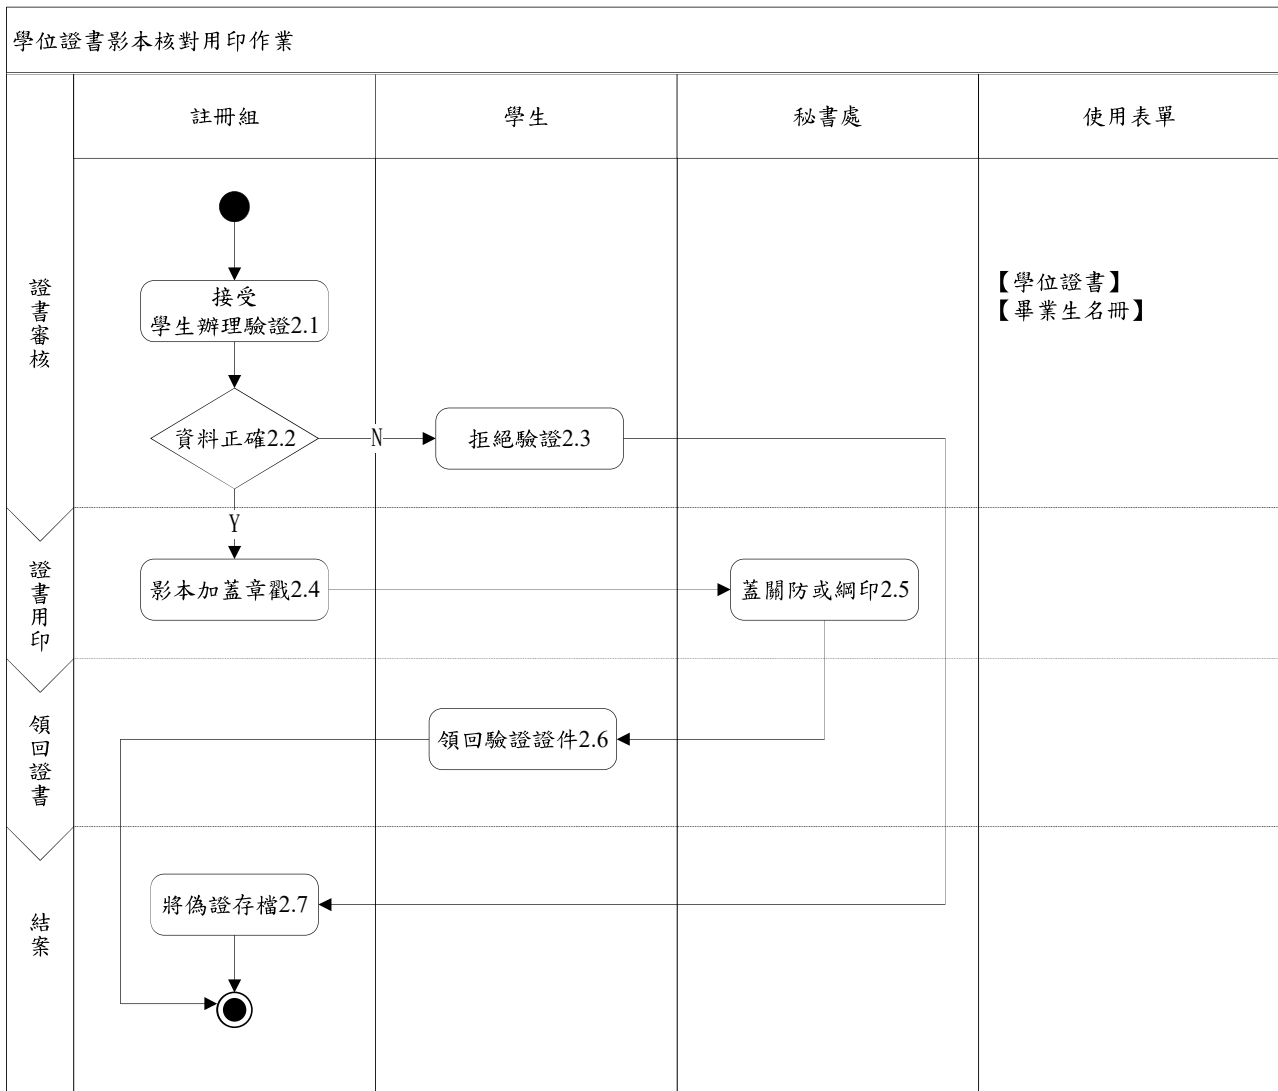 學位證書影本核對用印作業
註冊組
學生
秘書處
使用表單
證書審核
接受
學生辦理驗證2.1
【學位證書】
【畢業生名冊】
資料正確2.2
N
拒絕驗證2.3
Y
證書用印
影本加蓋章戳2.4
蓋關防或綱印2.5
領回證書
領回驗證證件2.6
結案
將偽證存檔2.7